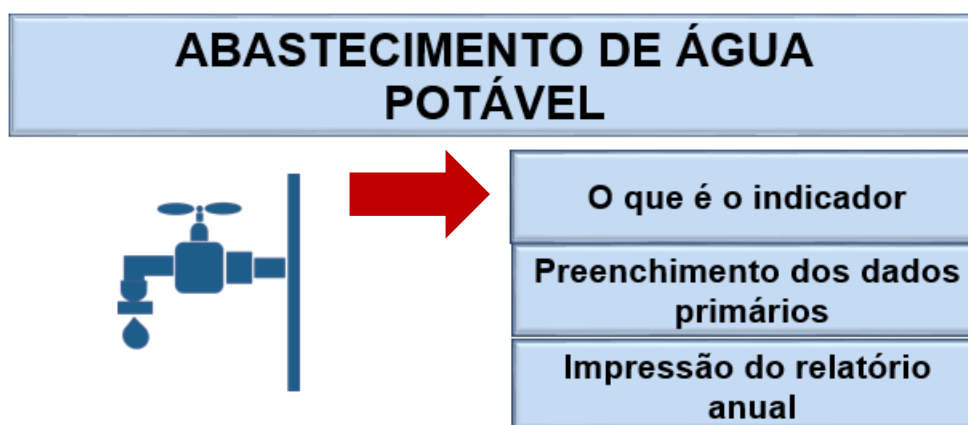 ABASTECIMENTO DE ÁGUA
POTÁVEL
O que é o indicador
Preenchimento dos dados
primários
Impressão do relatório
anual